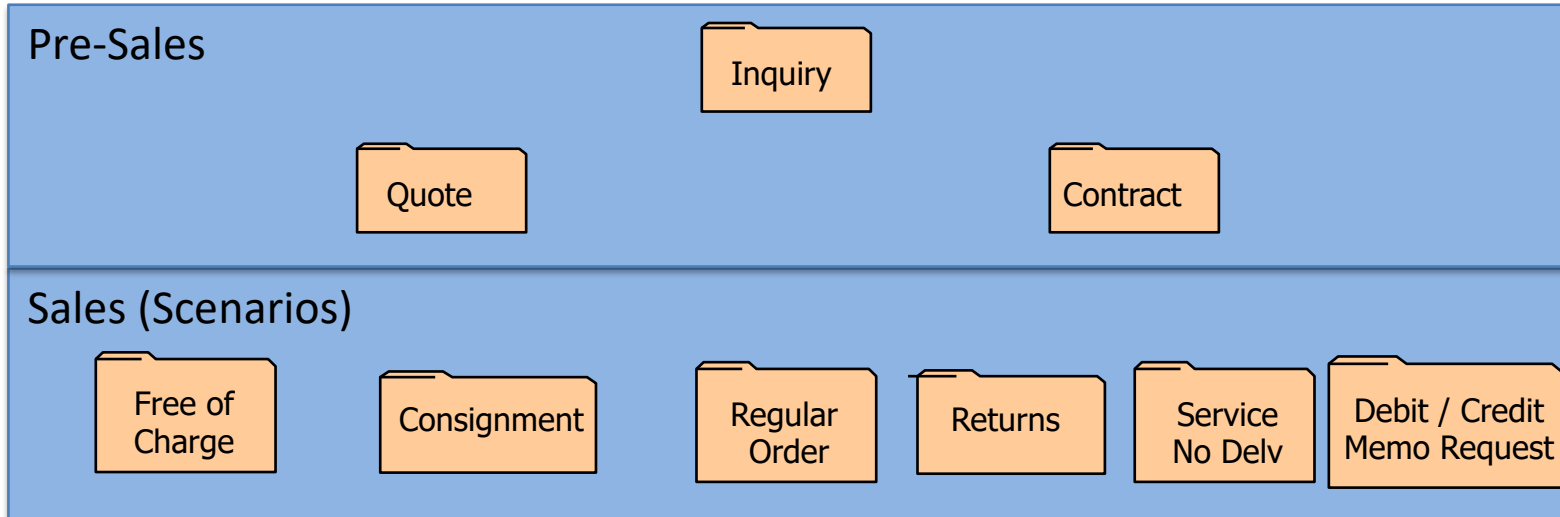 Pre-Sales
Inquiry
Quote
Contract
Sales (Scenarios)
Free of
Charge
Consignment
Regular
Order
Returns
Service
No Delv
Debit / Credit
Memo Request